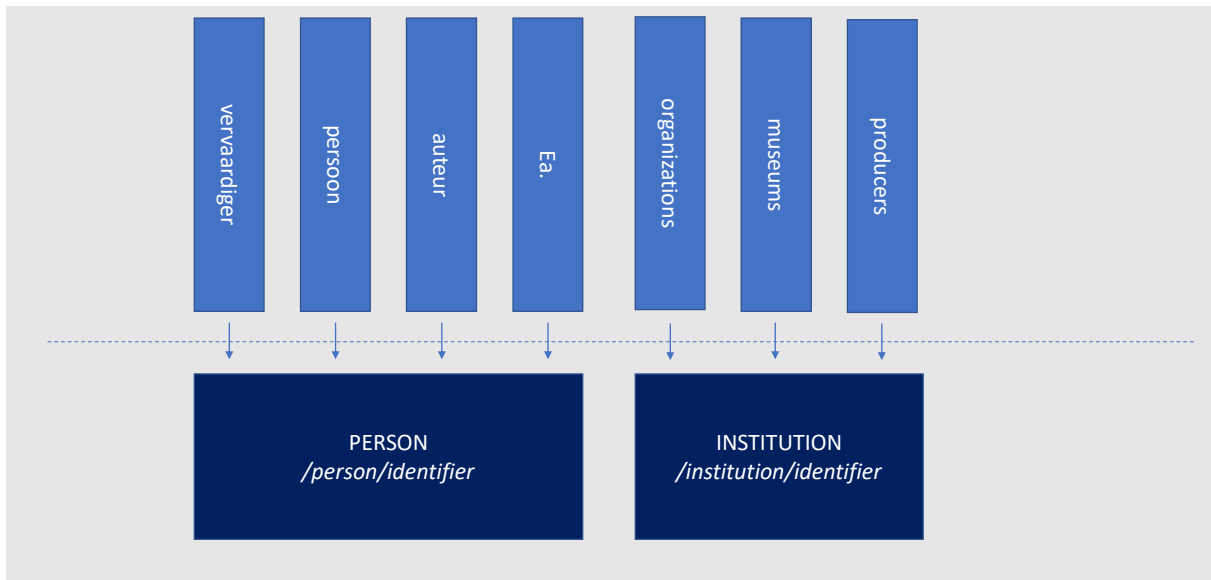 vervaardiger
persoon
auteur
Ea.
organizations
museums
producers
PERSON
/person/identifier
INSTITUTION
/institution/identifier